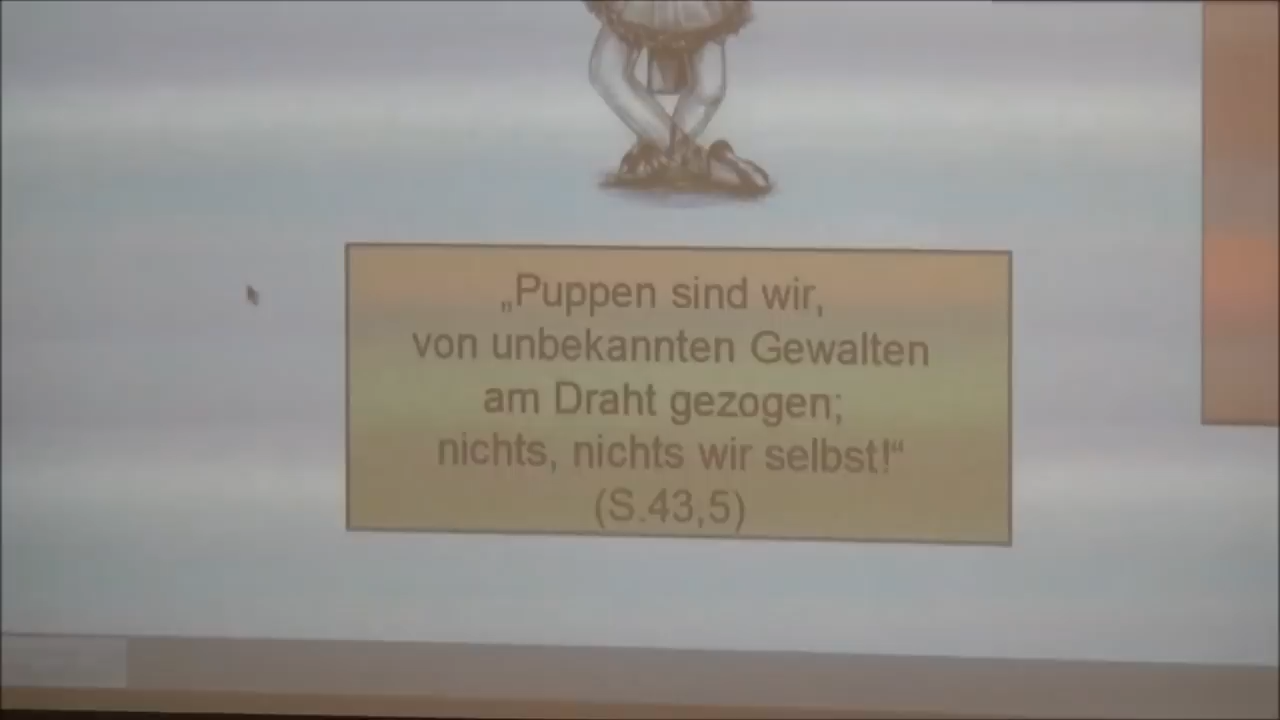 „Puppen sind wir,
von unbekannten Gewalten
am Draht gezogen;
nichts, nichts wir selbst!“
(S.43,5)